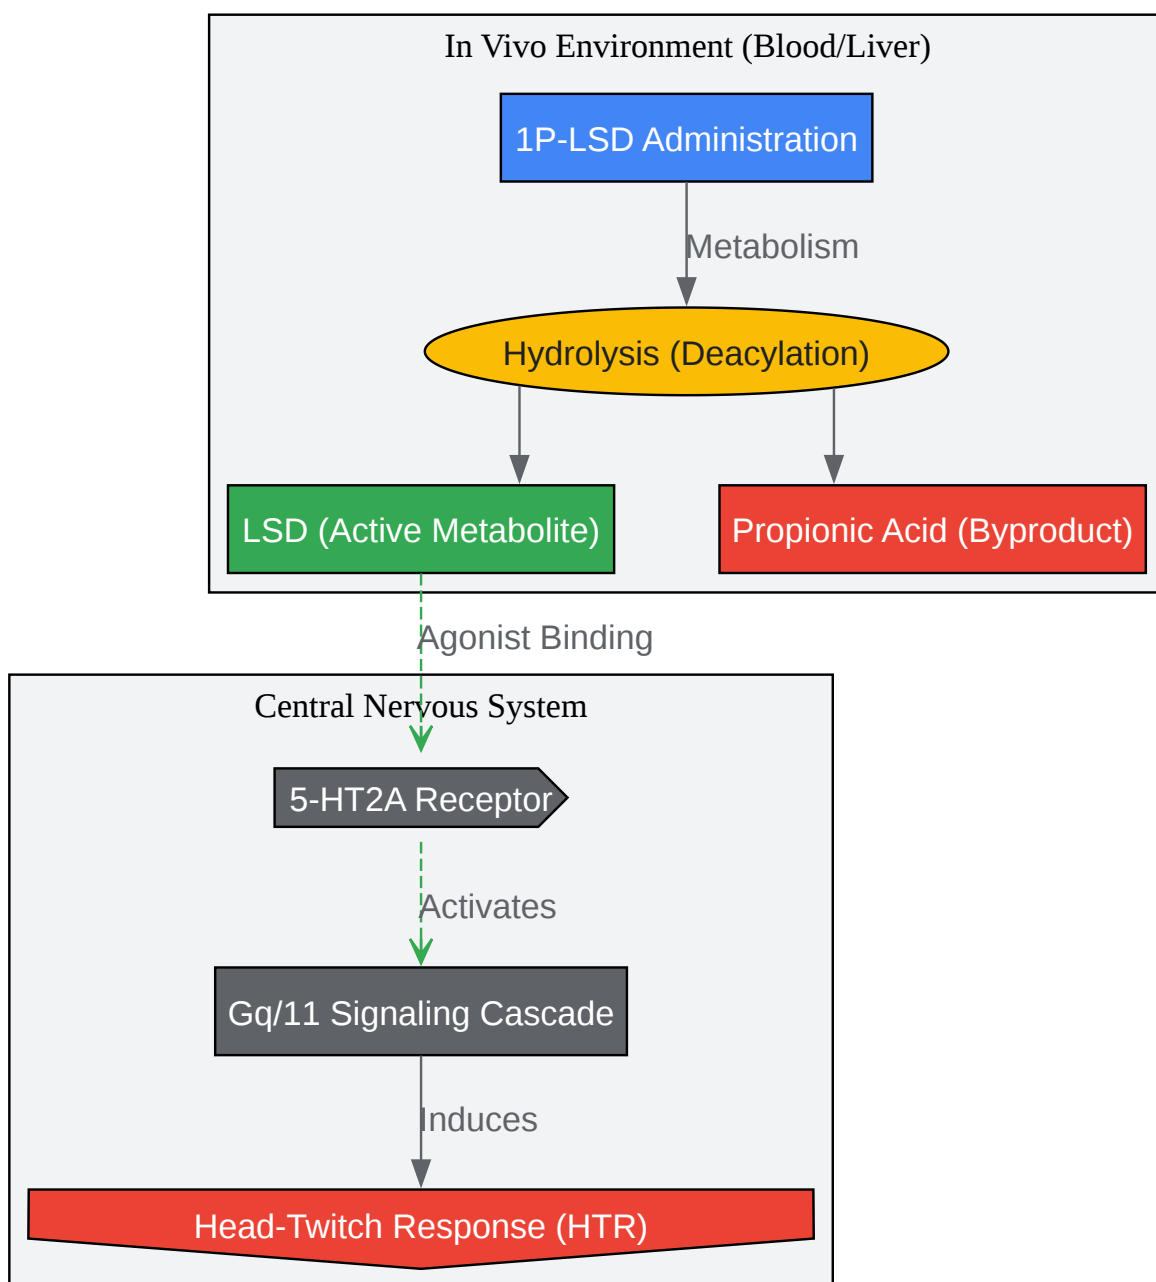 In Vivo Environment (Blood/Liver)
1P-LSD Administration
Metabolism
Hydrolysis (Deacylation)
LSD (Active Metabolite)
Propionic Acid (Byproduct)
Agonist Binding
Central Nervous System
5-HT2A Receptor
Activates
Gq/11 Signaling Cascade
Induces
Head-Twitch Response (HTR)